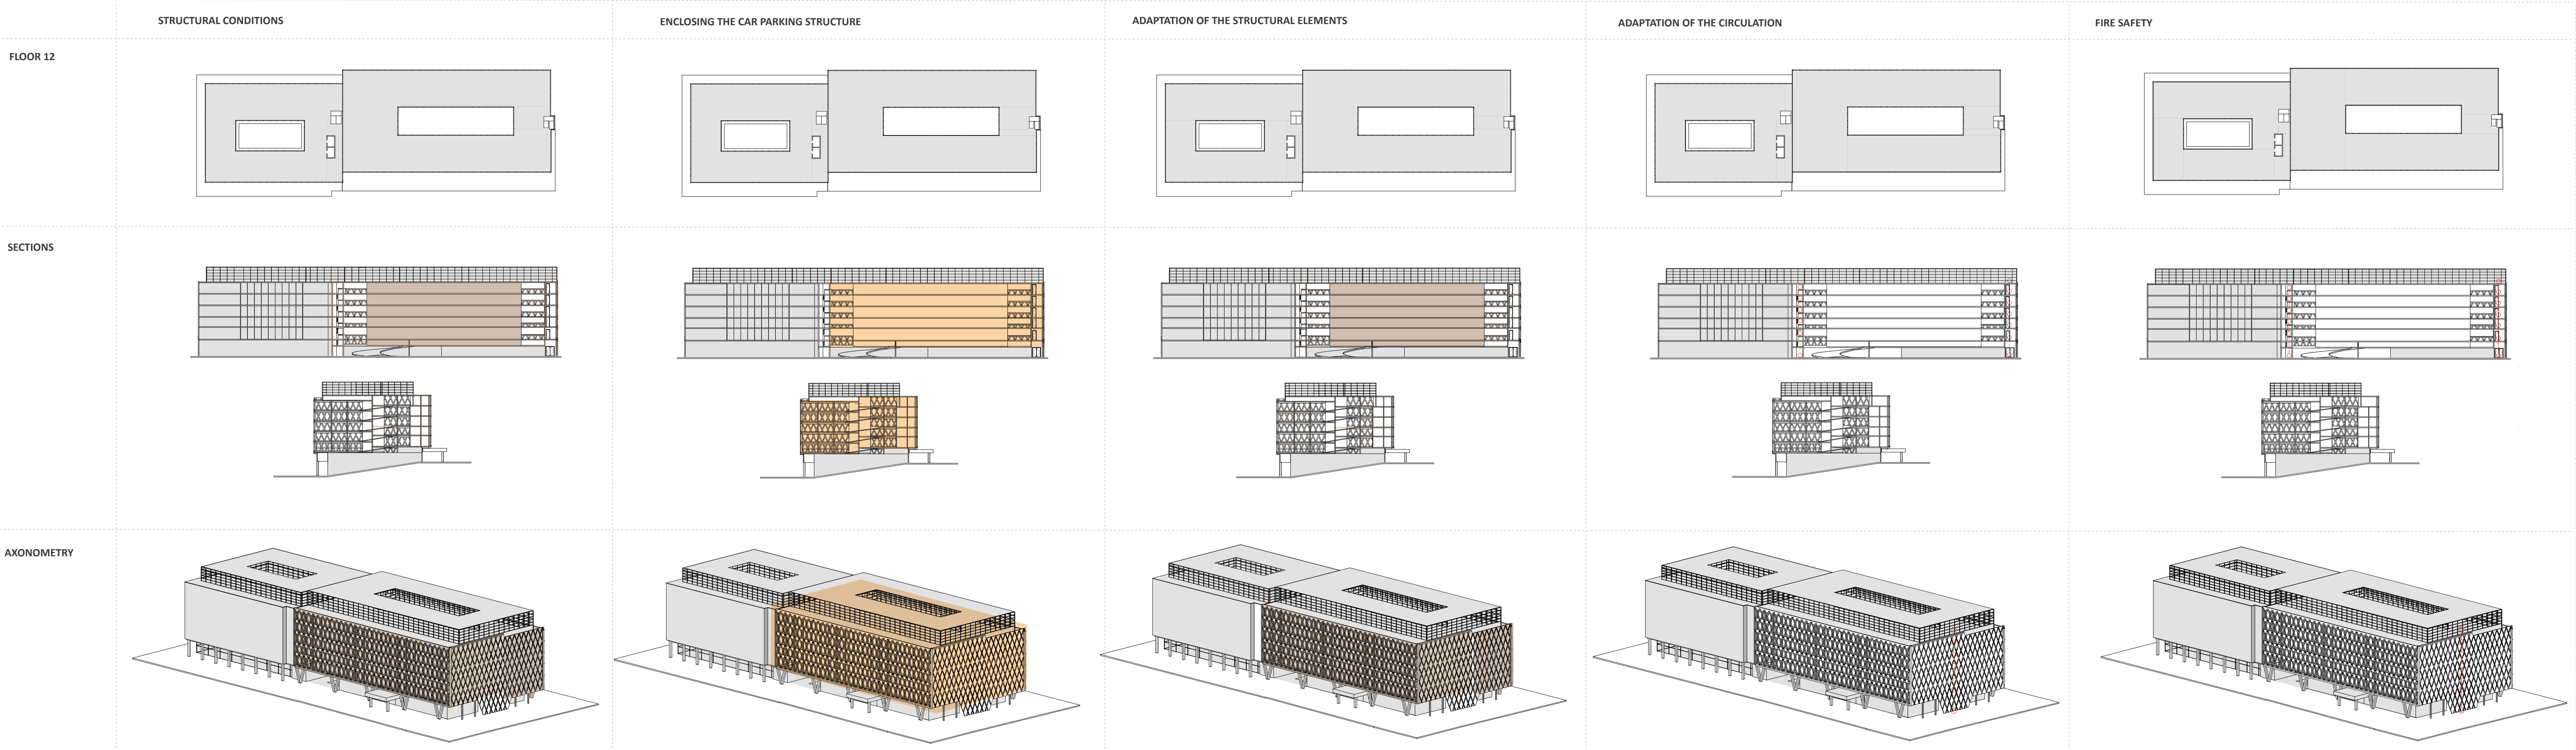 STRUCTURAL CONDITIONS
ENCLOSING THE CAR PARKING STRUCTURE
ADAPTATION OF THE STRUCTURAL ELEMENTS
ADAPTATION OF THE CIRCULATION
FIRE SAFETY
FLOOR 12
SECTIONS
AXONOMETRY